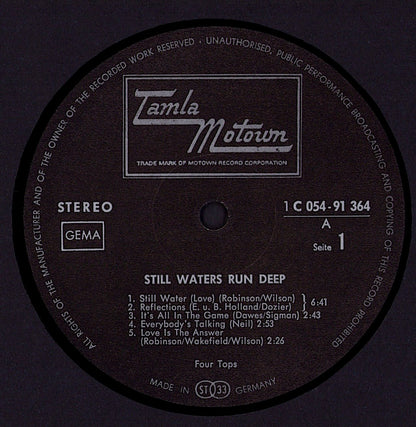 ALL RIGHTS OF THE MANUFACTURER AND OF THE OWNER OF THE RECORDED WORK RESERVED • UNAUTHORISED, PUBLIC PERFORMANCE BROADCASTING AND COPYING OF THIS RECORD PROHIBITED
Tamla
Motown
TRADE MARK OF MOTOWN RECORD CORPORATION
STEREO
GEMA
1 C 054-91 364
A
Seite 1
STILL WATERS RUN DEEP
1. Still Water (Love) (Robinson/Wilson)
2. Reflections (E. u. B. Holland/Dozier) } 6:41
3. It's All In The Game (Dawes/Sigman) 2:43
4. Everybody's Talking (Neil) 2:53
5. Love Is The Answer
(Robinson/Wakefield/Wilson) 2:26
Four Tops
MADE IN ST 33 GERMANY